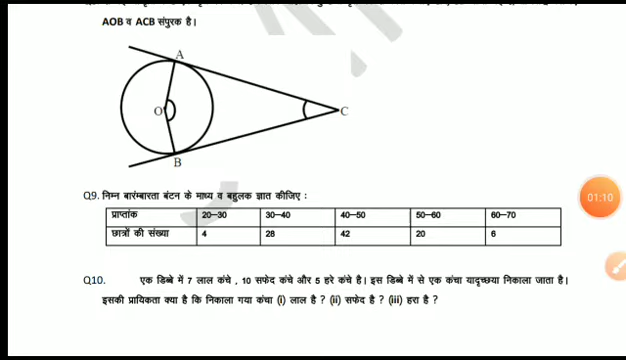 AOB व ACB संपुरक है।
A
O
C
B
Q9. निम्न बारंम्बारता बंटन के माध्य व बहुलक ज्ञात कीजिए :
प्राप्तांक 20–30 30–40 40–50 50–60 60–70
छात्रों की संख्या 4 28 42 20 6
Q10. एक डिब्बे में 7 लाल कंचे , 10 सफेद कंचे और 5 हरे कंचे है। इस डिब्बे में से एक कंचा यादृच्छया निकाला जाता है।
इसकी प्रायिकता क्या है कि निकाला गया कंचा (i) लाल है ? (ii) सफेद है ? (iii) हरा है ?
01:10